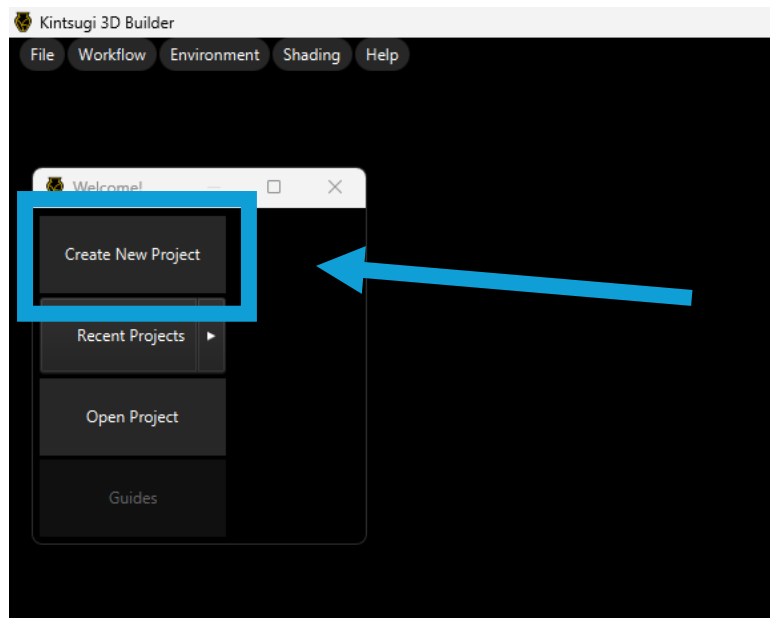 Kintsugi 3D Builder
File Workflow Environment Shading Help
Welcome!
Create New Project
Recent Projects
Open Project
Guides